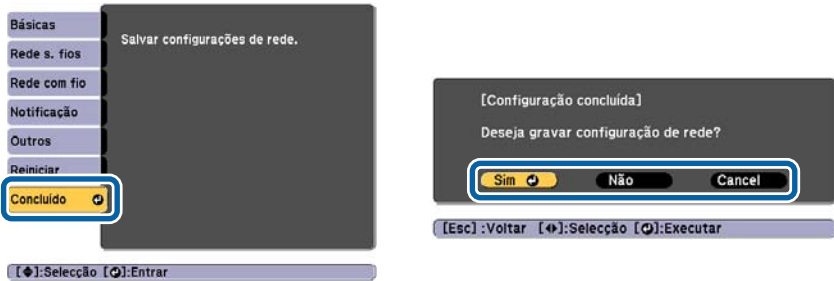 Básicas
Salvar configurações de rede.
Rede s. fios
Rede com fio
Notificação
Outros
Reiniciar
Concluído
[◆]:Selecção [↵]:Entrar
[Configuração concluída]
Deseja gravar configuração de rede?
Sim Não Cancel
[Esc] :Voltar [◀▶]:Selecção [↵]:Executar